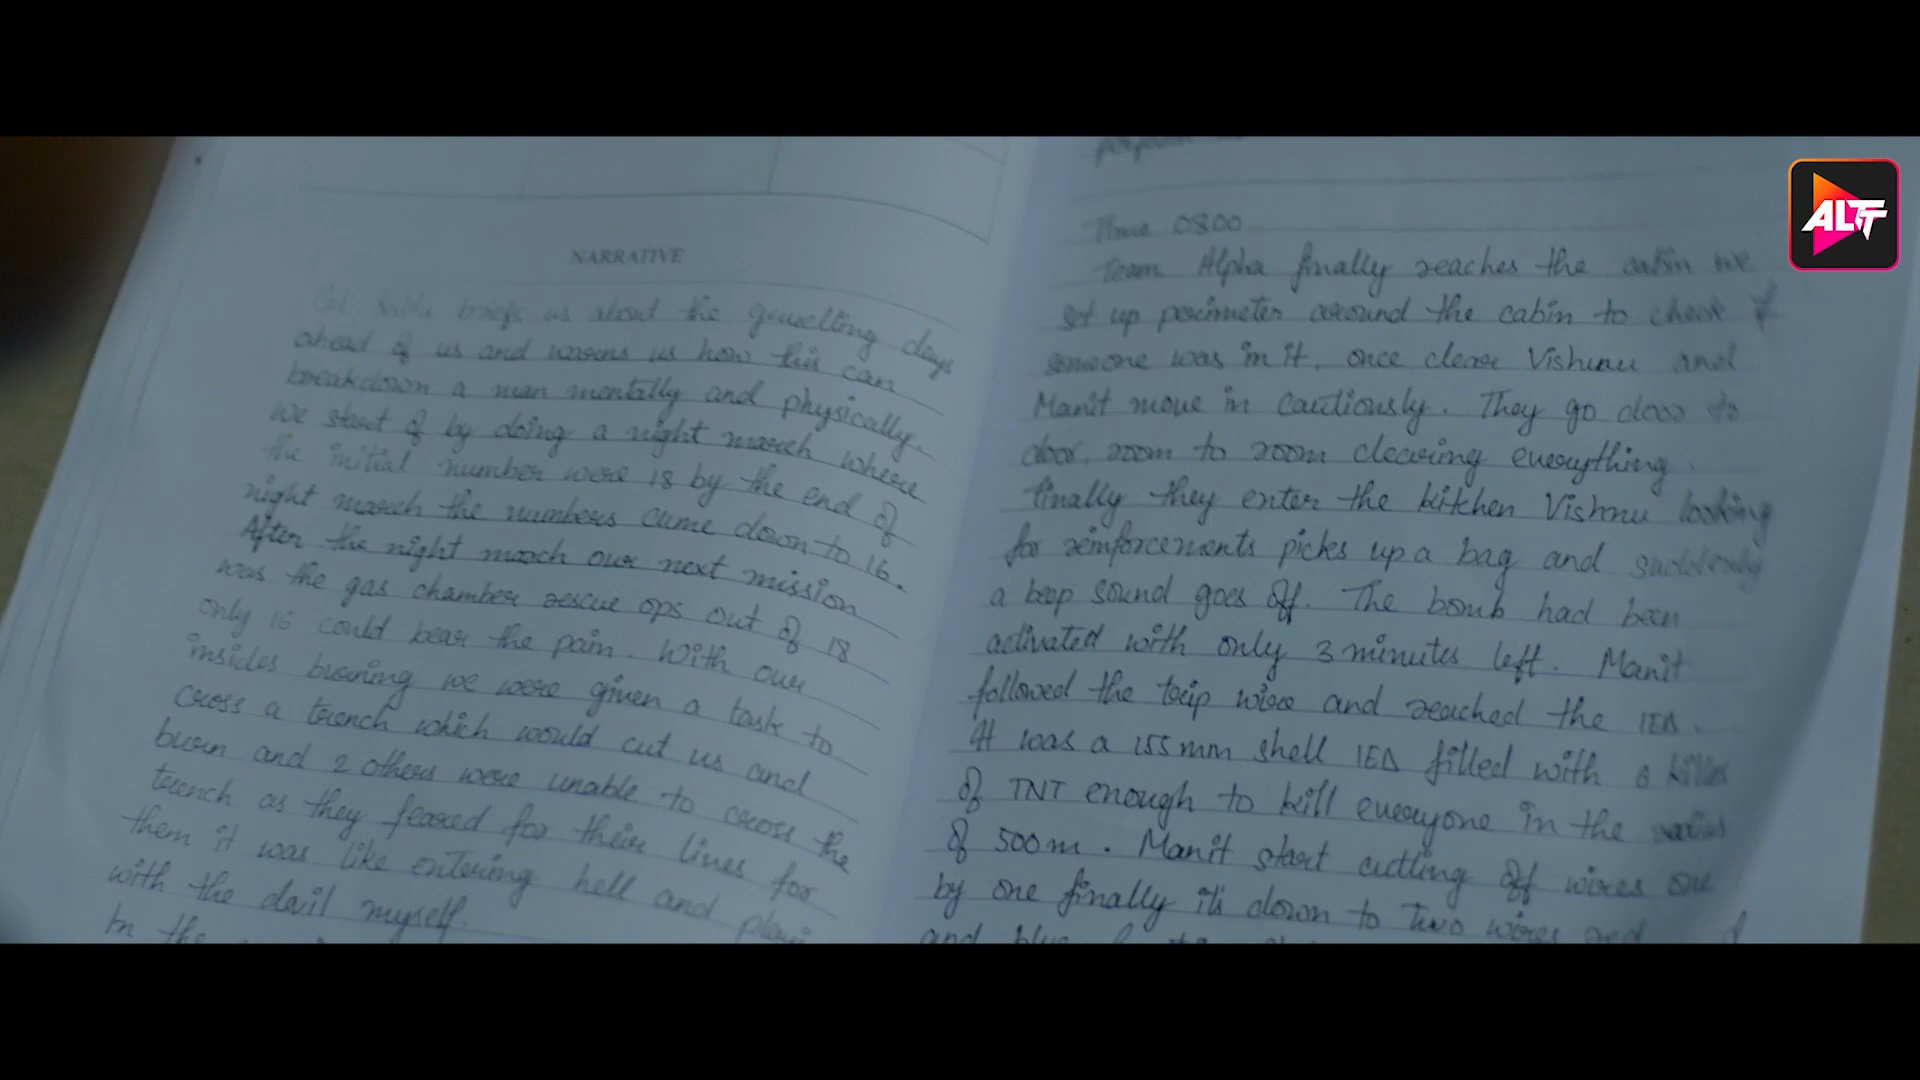 NARRATIVE
briefs us about the gruelling days
ahead of us and warns us how this can
breakdown a man mentally and physically.
We start of by doing a night march where
the initial number were 18 by the end of
night march the numbers came down to 16.
After the night march our next mission
was the gas chamber rescue ops out of 18
only 16 could bear the pain. With our
insides burning we were given a task to
cross a trench which would cut us and
burn and 2 others were unable to cross the
trench as they feared for their lives for
them it was like entering hell and
with the devil myself.
In the
Time 0800
Team Alpha finally reaches the cabin we
set up perimeter around the cabin to check if
someone was in it. once clear Vishnu and
Manit move in cautiously. They go door to
door, room to room clearing everything.
finally they enter the kitchen Vishnu looking
for reinforcements picks up a bag and suddenly
a beep sound goes off. The bomb had been
activated with only 3 minutes left. Manit
followed the trip wire and reached the IED.
It was a 155 mm shell IED filled with
of TNT enough to kill everyone in the radius
of 500m. Manit start cutting off wires one
by one finally it's down to two wires red
and blue
ALTT